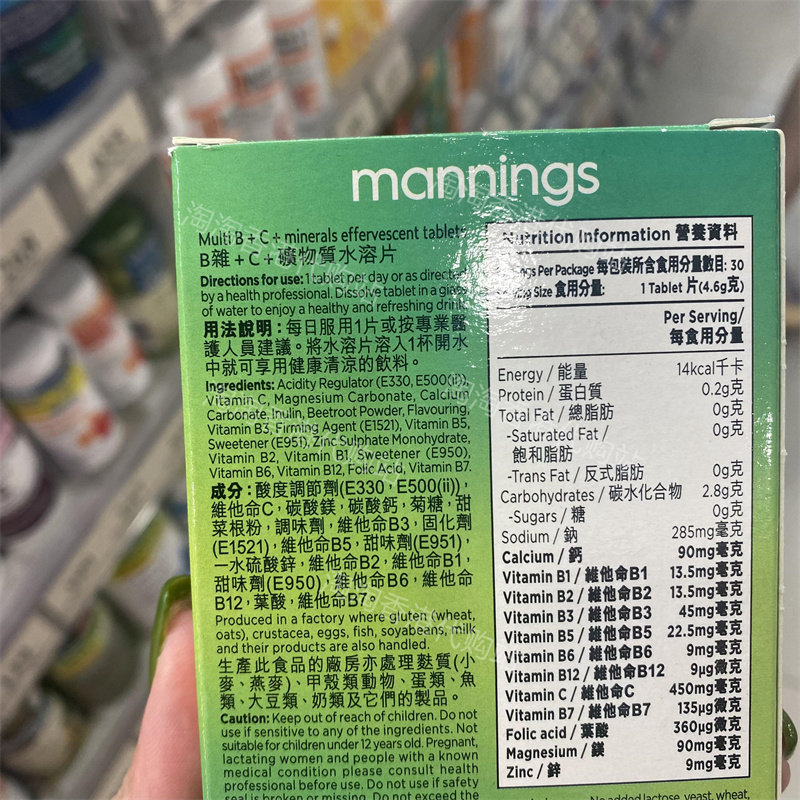 mannings
Multi B + C + minerals effervescent tablets
B雜 + C + 礦物質水溶片
Directions for use: 1 tablet per day or as directed
by a health professional. Dissolve tablet in a glass
of water to enjoy a healthy and refreshing drink.
用法說明：每日服用1片或按專業醫
護人員建議。將水溶片溶入1杯開水
中就可享用健康清涼的飲料。
Ingredients: Acidity Regulator (E330, E500(ii)),
Vitamin C, Magnesium Carbonate, Calcium
Carbonate, Inulin, Beetroot Powder, Flavouring,
Vitamin B3, Firming Agent (E1521), Vitamin B5,
Sweetener (E951), Zinc Sulphate Monohydrate,
Vitamin B2, Vitamin B1, Sweetener (E950),
Vitamin B6, Vitamin B12, Folic Acid, Vitamin B7.
成分：酸度調節劑(E330，E500(ii))，
維他命C，碳酸鎂，碳酸鈣，菊糖，甜
菜根粉，調味劑，維他命B3，固化劑
(E1521)，維他命B5，甜味劑(E951)，
一水硫酸鋅，維他命B2，維他命B1，
甜味劑(E950)，維他命B6，維他命
B12，葉酸，維他命B7。
Produced in a factory where gluten (wheat,
oats), crustacea, eggs, fish, soyabeans, milk
and their products are also handled.
生產此食品的廠房亦處理麩質(小
麥、燕麥)、甲殼類動物、蛋類、魚
類、大豆類、奶類及它們的製品。
Caution: Keep out of reach of children. Do not
use if sensitive to any of the ingredients. Not
suitable for children under 12 years old. Pregnant,
lactating women and people with a known
medical condition please consult health
professional before use. Do not use if safety
seal is broken or missing. Do not exceed the
Nutrition Information 營養資料
Per Package 每包裝所含食用分量數目: 30
Size 食用分量: 1 Tablet 片(4.6g克)
Per Serving/
每食用分量
Energy / 能量 14kcal千卡
Protein / 蛋白質 0.2g克
Total Fat / 總脂肪 0g克
-Saturated Fat / 0g克
飽和脂肪
-Trans Fat / 反式脂肪 0g克
Carbohydrates / 碳水化合物 2.8g克
-Sugars / 糖 0g克
Sodium / 鈉 285mg毫克
Calcium / 鈣 90mg毫克
Vitamin B1 / 維他命B1 13.5mg毫克
Vitamin B2 / 維他命B2 13.5mg毫克
Vitamin B3 / 維他命B3 45mg毫克
Vitamin B5 / 維他命B5 22.5mg毫克
Vitamin B6 / 維他命B6 9mg毫克
Vitamin B12 / 維他命B12 9µg微克
Vitamin C / 維他命C 450mg毫克
Vitamin B7 / 維他命B7 135µg微克
Folic acid / 葉酸 360µg微克
Magnesium / 鎂 90mg毫克
Zinc / 鋅 9mg毫克
No added lactose, yeast, wheat,